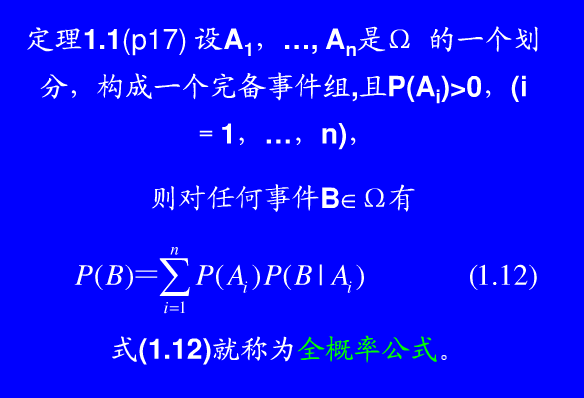 定理1.1(p17) 设A₁，…, Aₙ是Ω 的一个划
分，构成一个完备事件组,且P(Aᵢ)>0，(i
= 1，…，n)，
则对任何事件B∈Ω有
P(B)=∑ⁿᵢ₌₁ P(Aᵢ)P(B | Aᵢ) (1.12)
式(1.12)就称为全概率公式。